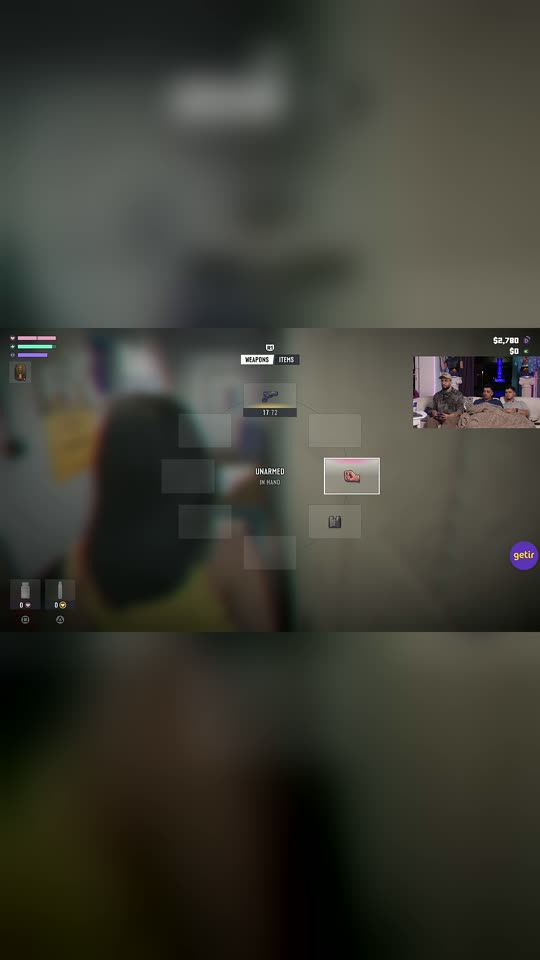 R1
WEAPONS ITEMS
$2,780
$0
17 72
UNARMED
IN HAND
getir
0 0